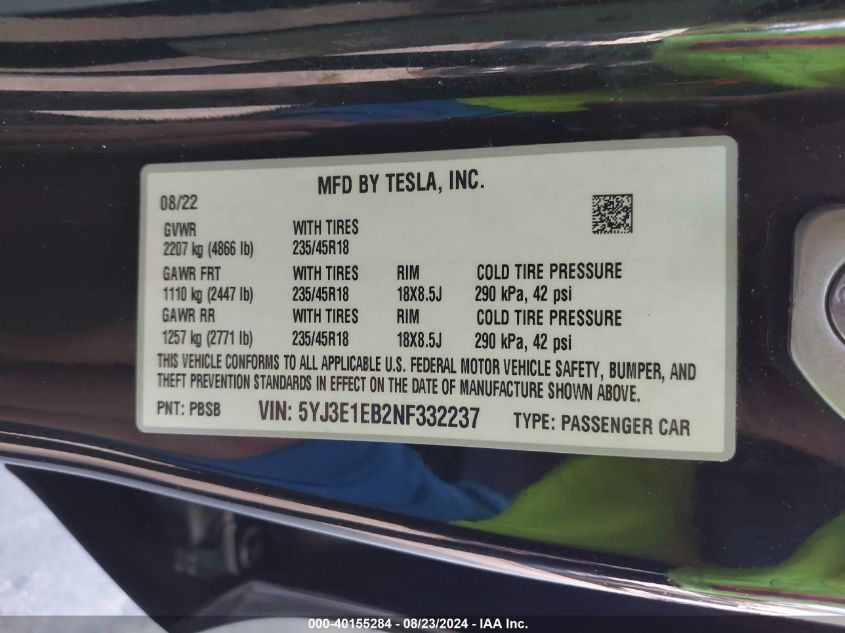 MFD BY TESLA, INC.
08/22
GVWR WITH TIRES
2207 kg (4866 lb) 235/45R18
GAWR FRT WITH TIRES RIM COLD TIRE PRESSURE
1110 kg (2447 lb) 235/45R18 18X8.5J 290 kPa, 42 psi
GAWR RR WITH TIRES RIM COLD TIRE PRESSURE
1257 kg (2771 lb) 235/45R18 18X8.5J 290 kPa, 42 psi
THIS VEHICLE CONFORMS TO ALL APPLICABLE U.S. FEDERAL MOTOR VEHICLE SAFETY, BUMPER, AND
THEFT PREVENTION STANDARDS IN EFFECT ON THE DATE OF MANUFACTURE SHOWN ABOVE.
PNT: PBSB VIN: 5YJ3E1EB2NF332237 TYPE: PASSENGER CAR
000-40155284 - 08/23/2024 - IAA Inc.